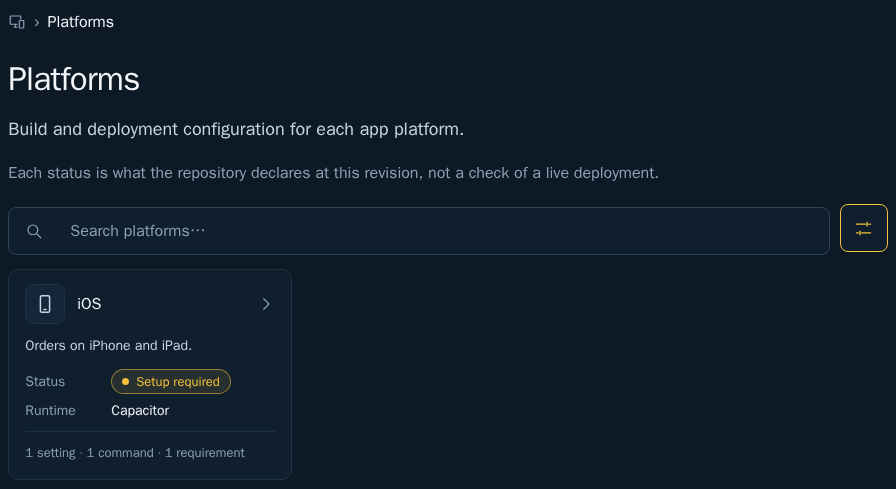 Platforms
Platforms
Build and deployment configuration for each app platform.
Each status is what the repository declares at this revision, not a check of a live deployment.
Search platforms···
iOS
Orders on iPhone and iPad.
Status Setup required
Runtime Capacitor
1 setting · 1 command · 1 requirement